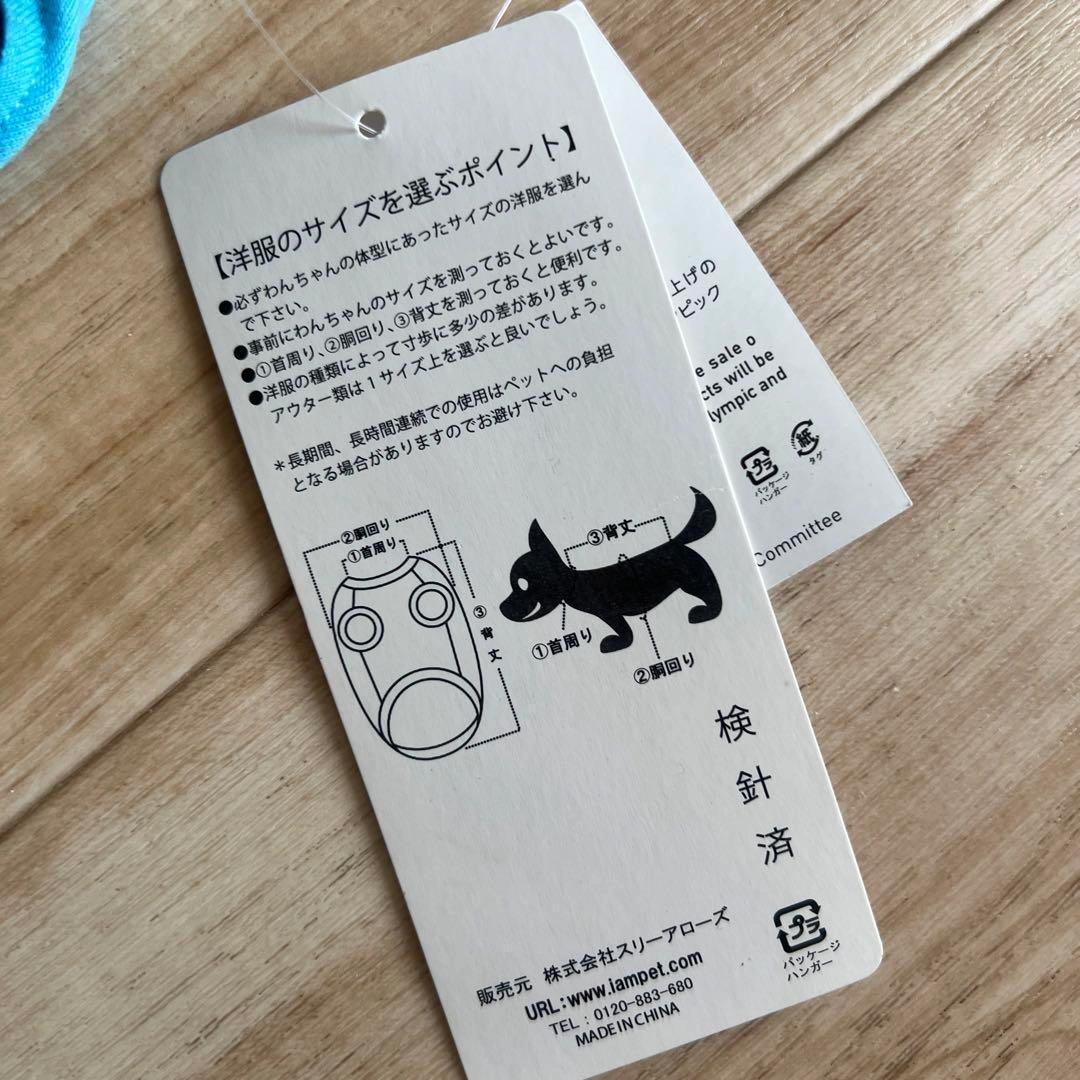 【洋服のサイズを選ぶポイント】
●必ずわんちゃんの体型にあったサイズの洋服を選ん
で下さい。
●事前にわんちゃんのサイズを測っておくとよいです。
●①首周り、②胴回り、③背丈を測っておくと便利です。
●洋服の種類によって寸歩に多少の差があります。
アウター類は1サイズ上を選ぶと良いでしょう。
＊長期間、長時間連続での使用はペットへの負担
となる場合がありますのでお避け下さい。
②胴回り
①首周り
③背丈
③背丈
①首周り
②胴回り
検針済
販売元 株式会社スリーアローズ
URL:www.iampet.com
TEL：0120-883-680
MADE IN CHINA
プラ
パッケージ
ハンガー
上げの
ピック
e sale o
cts will be
lympic and
プラ
パッケージ
ハンガー
紙
タグ
Committee